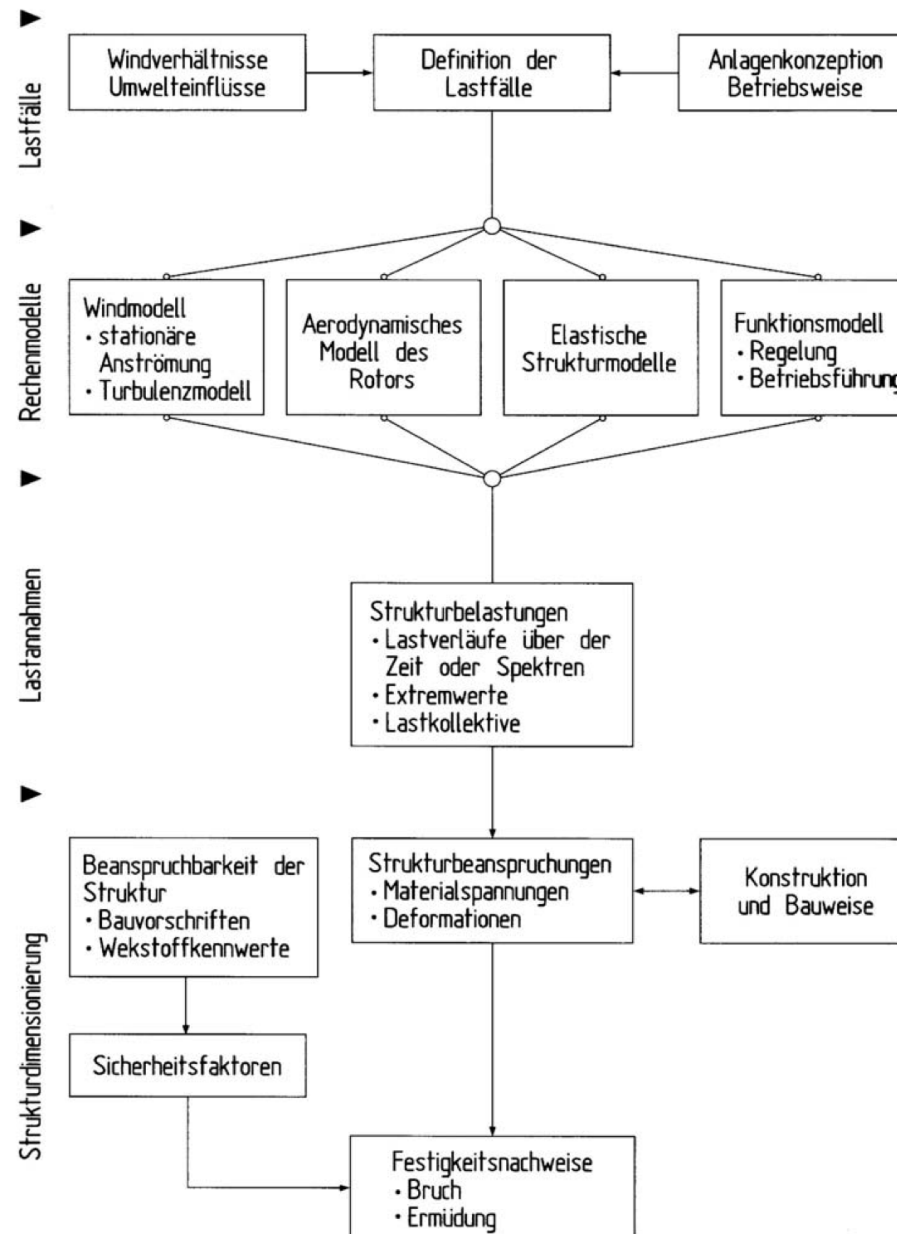 Lastfälle
Windverhältnisse
Umwelteinflüsse
Definition der
Lastfälle
Anlagenkonzeption
Betriebsweise
Rechenmodelle
Windmodell
• stationäre
Anströmung
• Turbulenzmodell
Aerodynamisches
Modell des
Rotors
Elastische
Strukturmodelle
Funktionsmodell
• Regelung
• Betriebsführung
Lastannahmen
Strukturbelastungen
• Lastverläufe über der
Zeit oder Spektren
• Extremwerte
• Lastkollektive
Strukturdimensionierung
Beanspruchbarkeit der
Struktur
• Bauvorschriften
• Wekstoffkennwerte
Strukturbeanspruchungen
• Materialspannungen
• Deformationen
Konstruktion
und Bauweise
Sicherheitsfaktoren
Festigkeitsnachweise
• Bruch
• Ermüdung